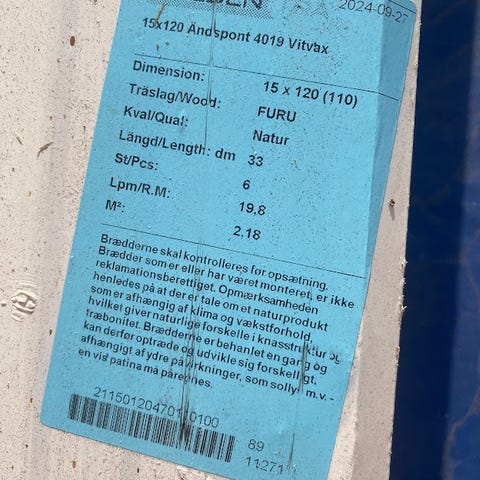 2024-09-27
15x120 Ändspont 4019 Vitvax
Dimension: 15 x 120 (110)
Träslag/Wood: FURU
Kval/Qual: Natur
Längd/Length: dm 33
St/Pcs: 6
Lpm/R.M: 19,8
M²: 2,18
Brædderne skal kontrolleres før opsætning.
Brædder som er eller har været monteret, er ikke
reklamationsberettiget. Opmærksomheden
henledes på at der er tale om et naturprodukt
som er afhængig af klima og vækstforhold,
hvilket giver naturlige forskelle i knasstruktur og
træbonitet. Brædderne er behandlet en gang og
kan derfor optræde og udvikle sig forskelligt,
afhængigt af ydre påvirkninger, som sollys m.v. -
en vis patina må påregnes.
89
11271